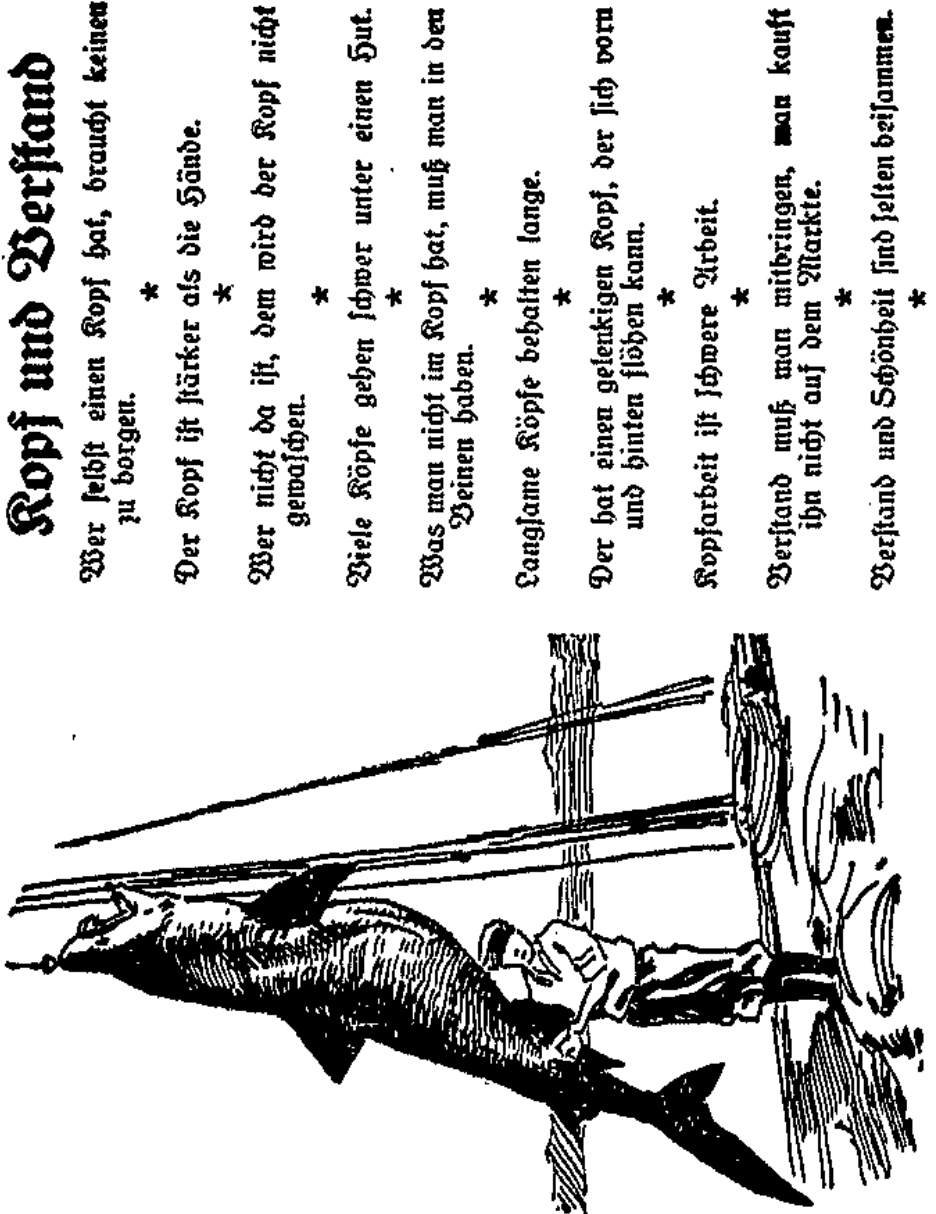 Kopf und Verstand
Wer selbst einen Kopf hat, braucht keinen
zu borgen.
*
Der Kopf ist stärker als die Hände.
*
Wer nicht da ist, dem wird der Kopf nicht
gewaschen.
*
Viele Köpfe gehen schwer unter einen Hut.
*
Was man nicht im Kopf hat, muß man in den
Beinen haben.
*
Langsame Köpfe behalten lange.
*
Der hat einen gelenkigen Kopf, der sich vorn
und hinten flöhen kann.
*
Kopfarbeit ist schwere Arbeit.
*
Verstand muß man mitbringen, man kauft
ihn nicht auf dem Markte.
*
Verstand und Schönheit sind selten beisammen.
*